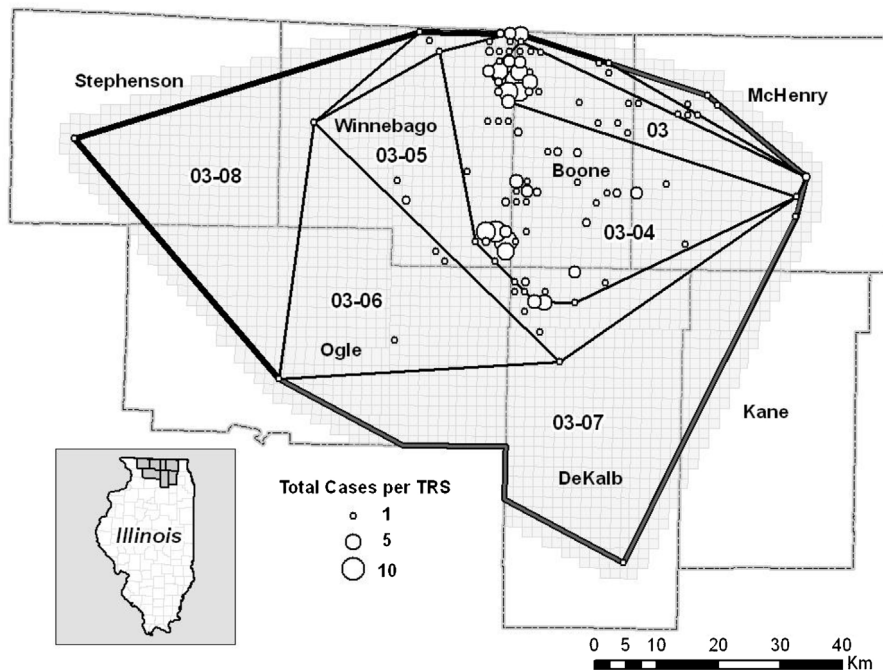 Stephenson
McHenry
Winnebago
03
03-05
Boone
03-08
03-04
03-06
Ogle
Kane
03-07
DeKalb
Total Cases per TRS
1
5
10
Illinois
0 5 10 20 30 40
Km